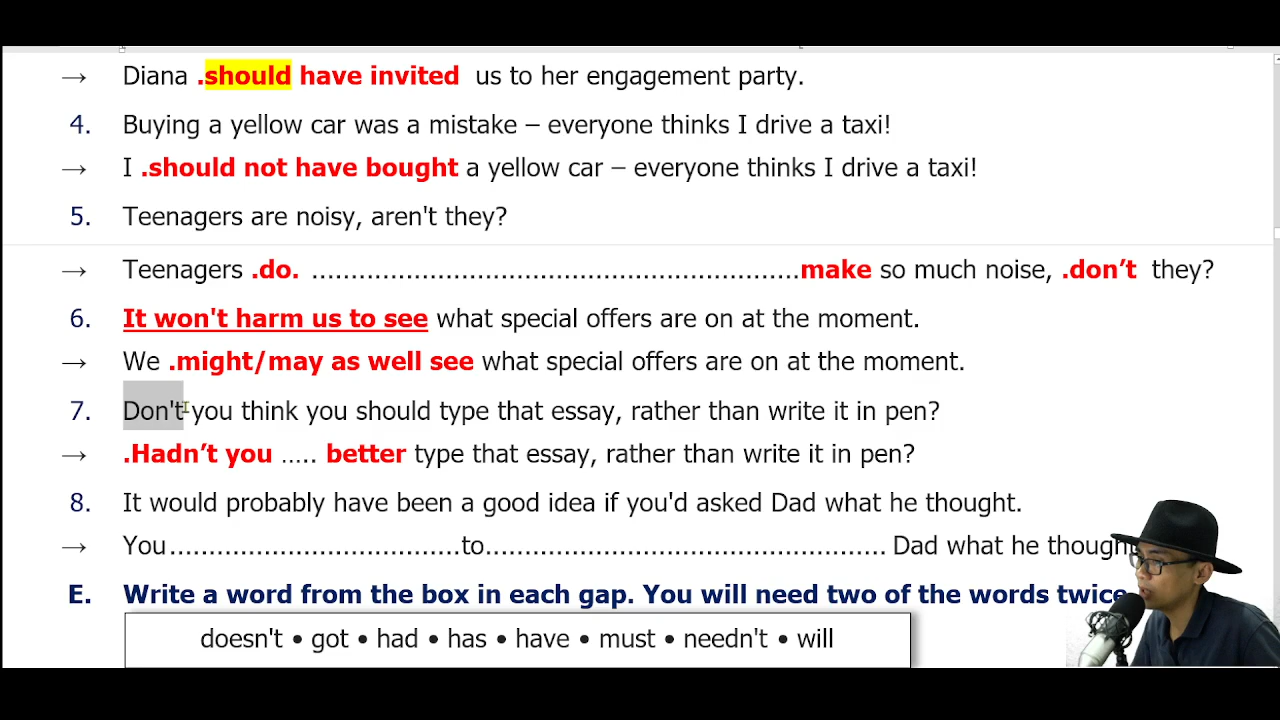 → Diana .should have invited us to her engagement party.
4. Buying a yellow car was a mistake – everyone thinks I drive a taxi!
→ I .should not have bought a yellow car – everyone thinks I drive a taxi!
5. Teenagers are noisy, aren't they?
→ Teenagers .do. .............................................................make so much noise, .don’t they?
6. It won't harm us to see what special offers are on at the moment.
→ We .might/may as well see what special offers are on at the moment.
7. Don't you think you should type that essay, rather than write it in pen?
→ .Hadn’t you ..... better type that essay, rather than write it in pen?
8. It would probably have been a good idea if you'd asked Dad what he thought.
→ You....................................to.................................................. Dad what he thought
E. Write a word from the box in each gap. You will need two of the words twice.
doesn't • got • had • has • have • must • needn't • will